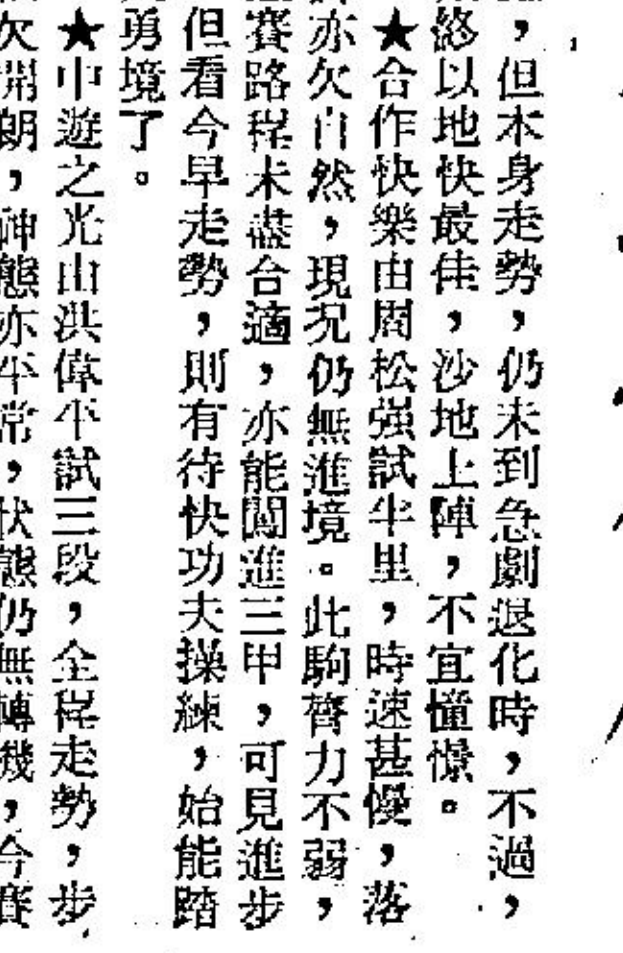 ，但本身走勢，仍未到急劇退化時，不過，
終以地快最佳，沙地上陣，不宜憧憬。
★合作快樂由周松强試半里，時速甚慢，落
亦欠自然，現况仍無進境。此駒膂力不弱，
賽路程未盡合適，亦能闖進三甲，可見進步
但看今早走勢，則有待快功夫操練，始能踏
勇境了。
★中遊之光由洪偉平試三段，全程走勢，步
欠開朗，神態亦平常，狀態仍無轉機，今賽